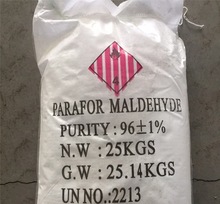 4
PARAFOR MALDEHYDE
PURITY: 96±1%
N.W : 25KGS
G.W : 25.14KGS
UN NO.: 2213